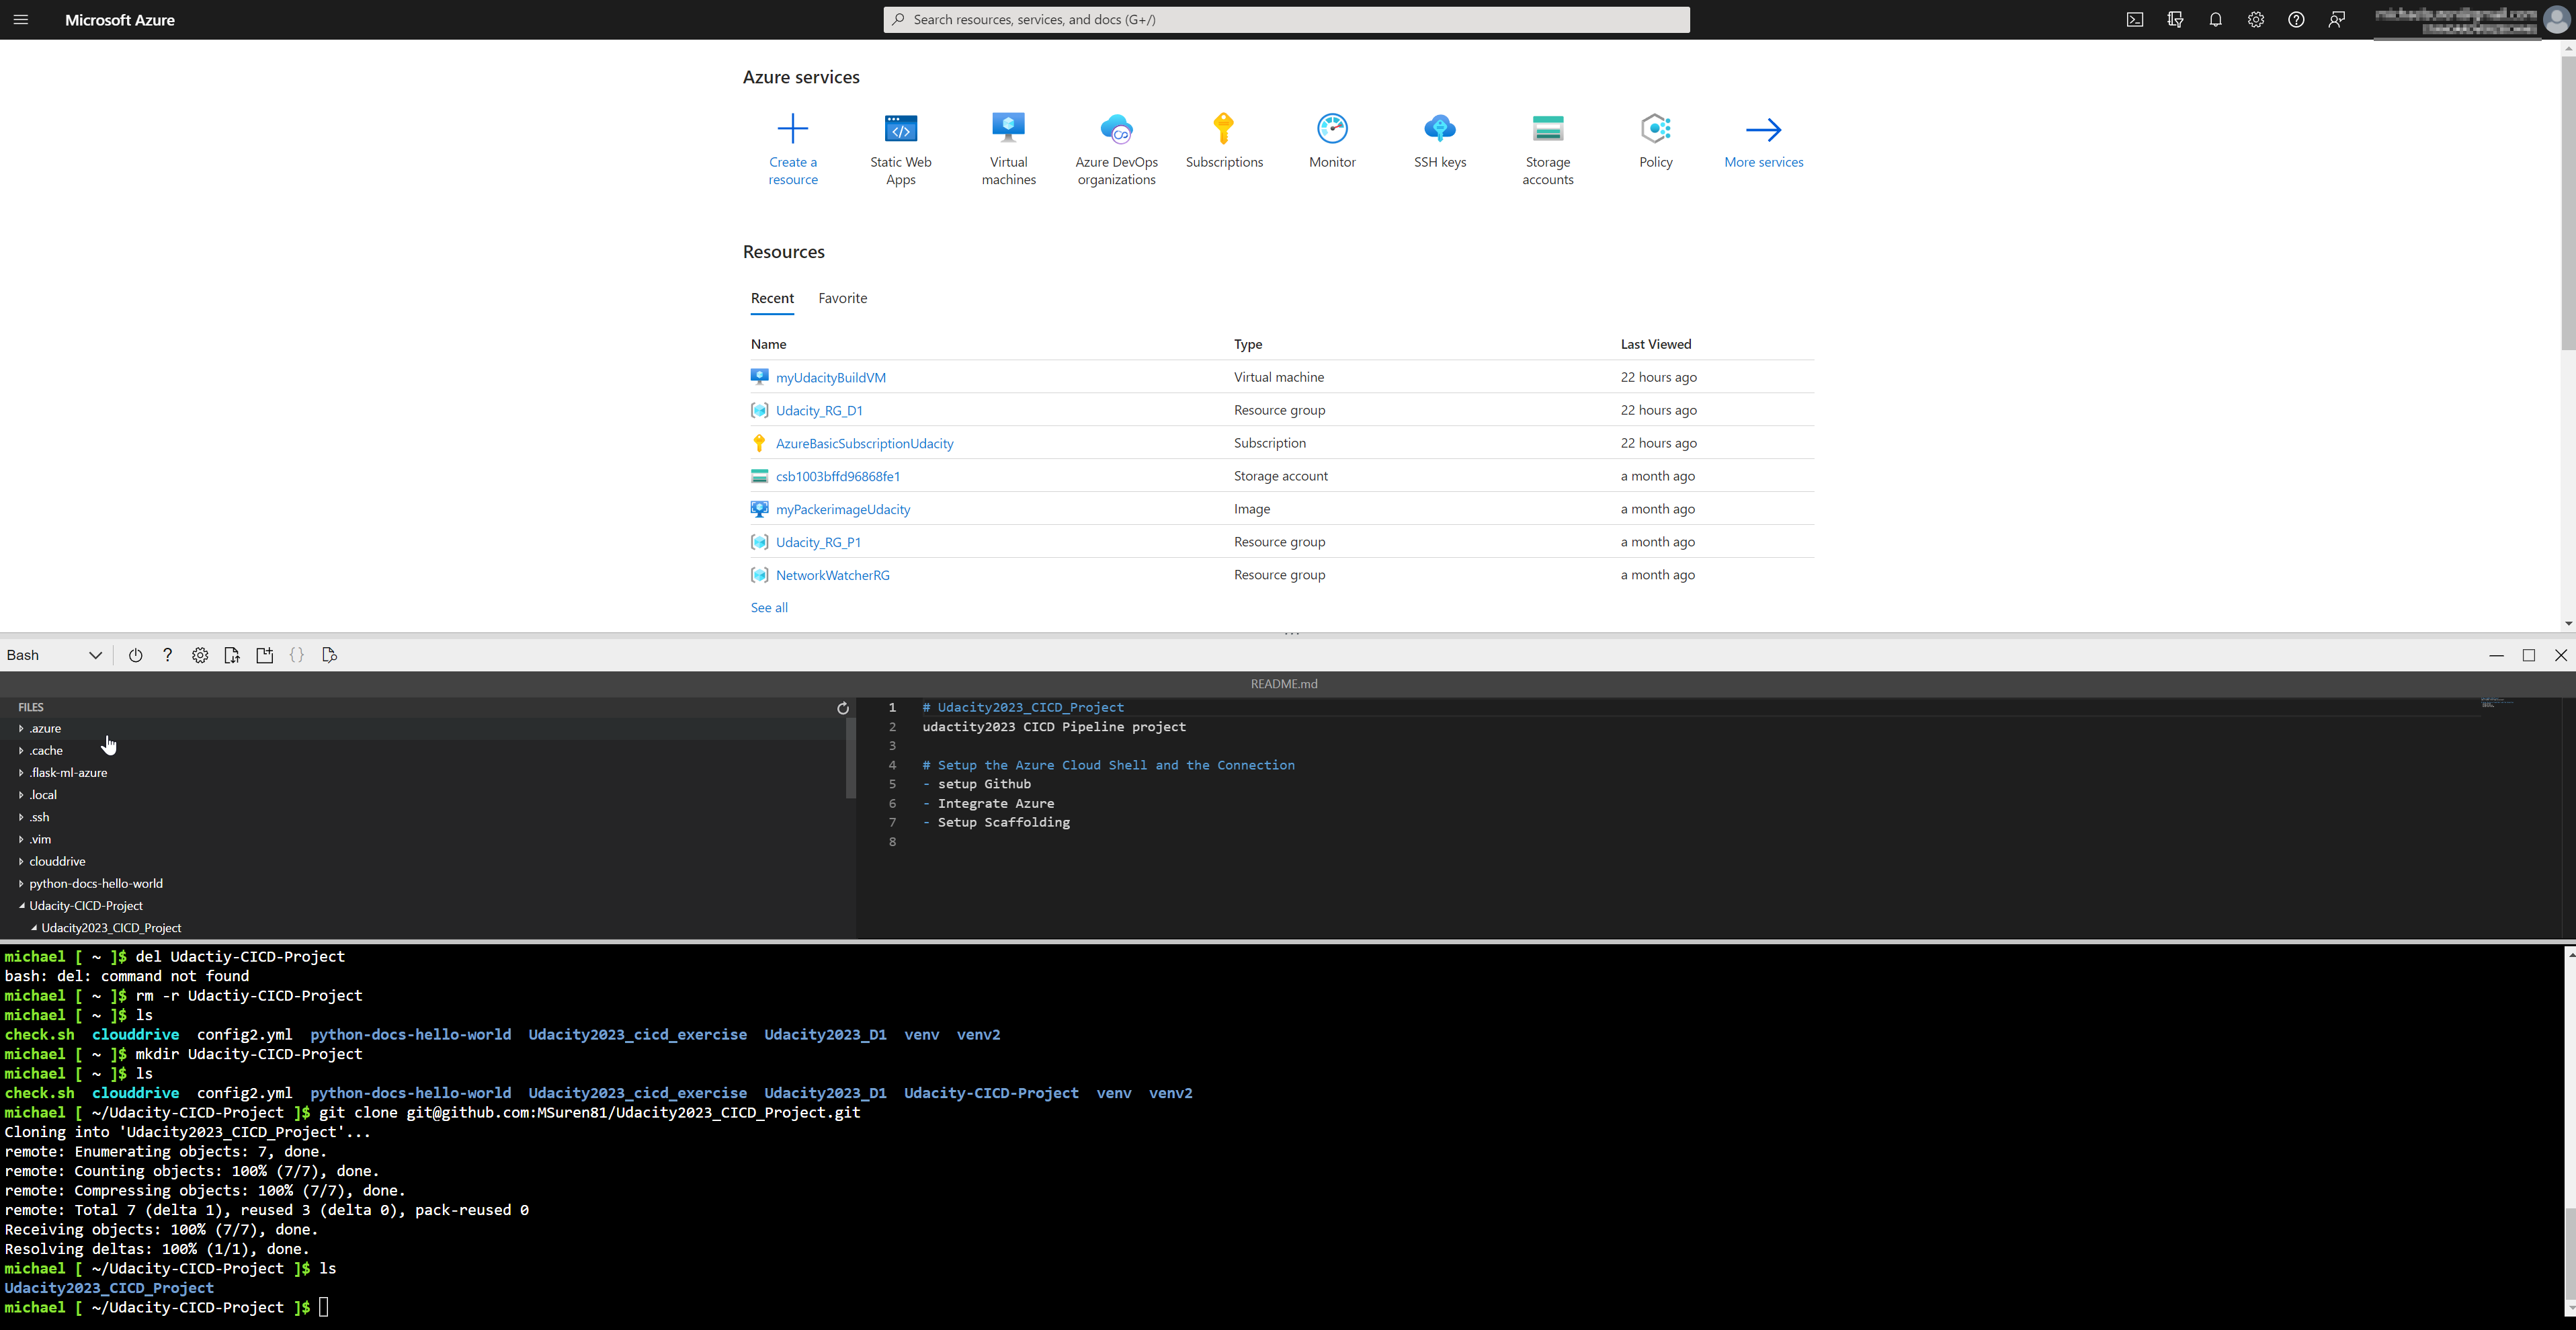 Microsoft Azure
Search resources, services, and docs (G+/)
Azure services
Create a resource
Static Web Apps
Virtual machines
Azure DevOps organizations
Subscriptions
Monitor
SSH keys
Storage accounts
Policy
More services
Resources
Recent Favorite
Name Type Last Viewed
myUdacityBuildVM Virtual machine 22 hours ago
Udacity_RG_D1 Resource group 22 hours ago
AzureBasicSubscriptionUdacity Subscription 22 hours ago
csb1003bffd96868fe1 Storage account a month ago
myPackerimageUdacity Image a month ago
Udacity_RG_P1 Resource group a month ago
NetworkWatcherRG Resource group a month ago
See all
Bash
README.md
FILES
.azure
.cache
.flask-ml-azure
.local
.ssh
.vim
clouddrive
python-docs-hello-world
Udacity-CICD-Project
Udacity2023_CICD_Project
1 # Udacity2023_CICD_Project
2 udactity2023 CICD Pipeline project
3
4 # Setup the Azure Cloud Shell and the Connection
5 - setup Github
6 - Integrate Azure
7 - Setup Scaffolding
8
michael [ ~ ]$ del Udactiy-CICD-Project
bash: del: command not found
michael [ ~ ]$ rm -r Udactiy-CICD-Project
michael [ ~ ]$ ls
check.sh clouddrive config2.yml python-docs-hello-world Udacity2023_cicd_exercise Udacity2023_D1 venv venv2
michael [ ~ ]$ mkdir Udacity-CICD-Project
michael [ ~ ]$ ls
check.sh clouddrive config2.yml python-docs-hello-world Udacity2023_cicd_exercise Udacity2023_D1 Udacity-CICD-Project venv venv2
michael [ ~/Udacity-CICD-Project ]$ git clone git@github.com:MSuren81/Udacity2023_CICD_Project.git
Cloning into 'Udacity2023_CICD_Project'...
remote: Enumerating objects: 7, done.
remote: Counting objects: 100% (7/7), done.
remote: Compressing objects: 100% (7/7), done.
remote: Total 7 (delta 1), reused 3 (delta 0), pack-reused 0
Receiving objects: 100% (7/7), done.
Resolving deltas: 100% (1/1), done.
michael [ ~/Udacity-CICD-Project ]$ ls
Udacity2023_CICD_Project
michael [ ~/Udacity-CICD-Project ]$